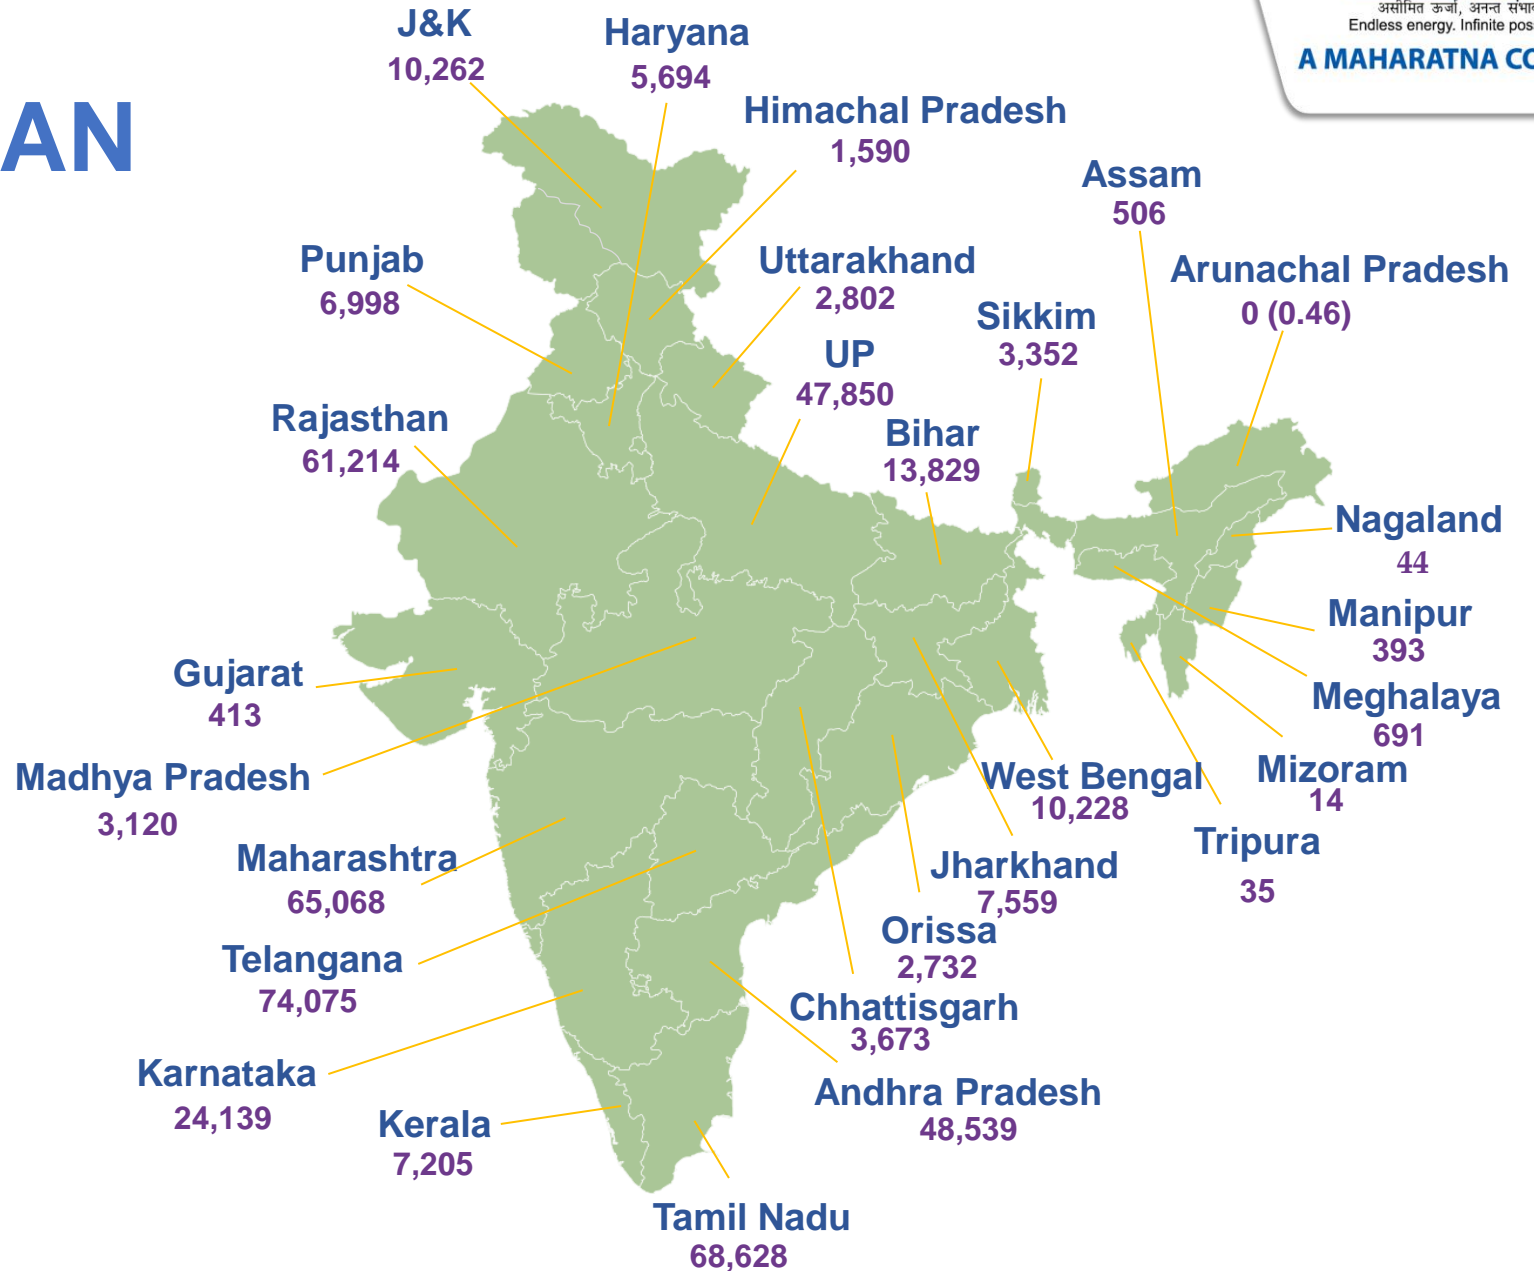 असीमित ऊर्जा, अनन्त
Endless energy. Infinite
A MAHARATNA
AN
J&K
10,262
Haryana
5,694
Himachal Pradesh
1,590
Assam
506
Punjab
6,998
Uttarakhand
2,802
Arunachal Pradesh
0 (0.46)
Sikkim
3,352
UP
47,850
Rajasthan
61,214
Bihar
13,829
Nagaland
44
Manipur
393
Gujarat
413
Meghalaya
691
Madhya Pradesh
3,120
West Bengal
10,228
Mizoram
14
Maharashtra
65,068
Tripura
35
Jharkhand
7,559
Orissa
2,732
Telangana
74,075
Chhattisgarh
3,673
Karnataka
24,139
Andhra Pradesh
48,539
Kerala
7,205
Tamil Nadu
68,628